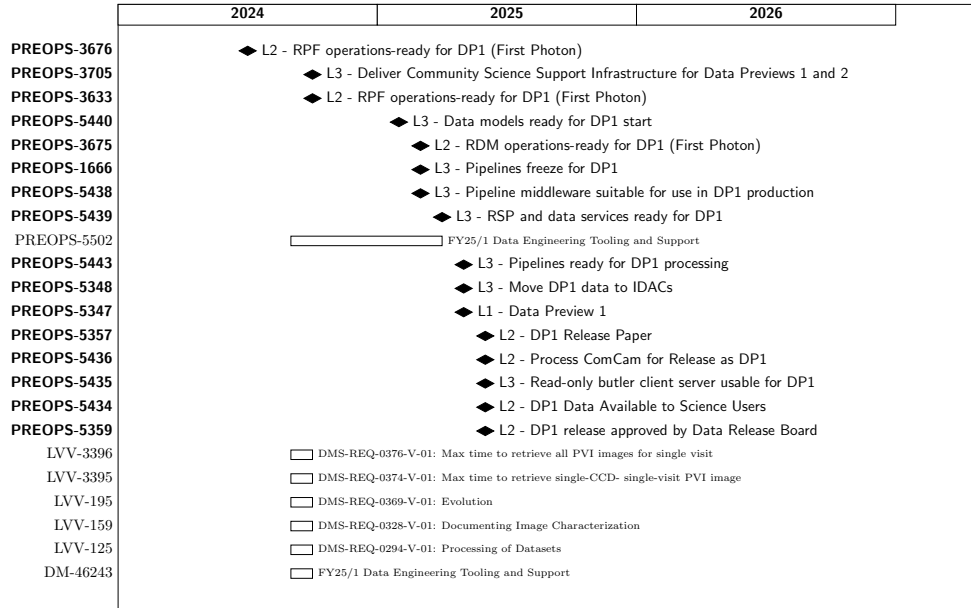 2024 2025 2026
PREOPS-3676 L2 - RPF operations-ready for DP1 (First Photon)
PREOPS-3705 L3 - Deliver Community Science Support Infrastructure for Data Previews 1 and 2
PREOPS-3633 L2 - RPF operations-ready for DP1 (First Photon)
PREOPS-5440 L3 - Data models ready for DP1 start
PREOPS-3675 L2 - RDM operations-ready for DP1 (First Photon)
PREOPS-1666 L3 - Pipelines freeze for DP1
PREOPS-5438 L3 - Pipeline middleware suitable for use in DP1 production
PREOPS-5439 L3 - RSP and data services ready for DP1
PREOPS-5502 FY25/1 Data Engineering Tooling and Support
PREOPS-5443 L3 - Pipelines ready for DP1 processing
PREOPS-5348 L3 - Move DP1 data to IDACs
PREOPS-5347 L1 - Data Preview 1
PREOPS-5357 L2 - DP1 Release Paper
PREOPS-5436 L2 - Process ComCam for Release as DP1
PREOPS-5435 L3 - Read-only butler client server usable for DP1
PREOPS-5434 L2 - DP1 Data Available to Science Users
PREOPS-5359 L2 - DP1 release approved by Data Release Board
LVV-3396 DMS-REQ-0376-V-01: Max time to retrieve all PVI images for single visit
LVV-3395 DMS-REQ-0374-V-01: Max time to retrieve single-CCD- single-visit PVI image
LVV-195 DMS-REQ-0369-V-01: Evolution
LVV-159 DMS-REQ-0328-V-01: Documenting Image Characterization
LVV-125 DMS-REQ-0294-V-01: Processing of Datasets
DM-46243 FY25/1 Data Engineering Tooling and Support